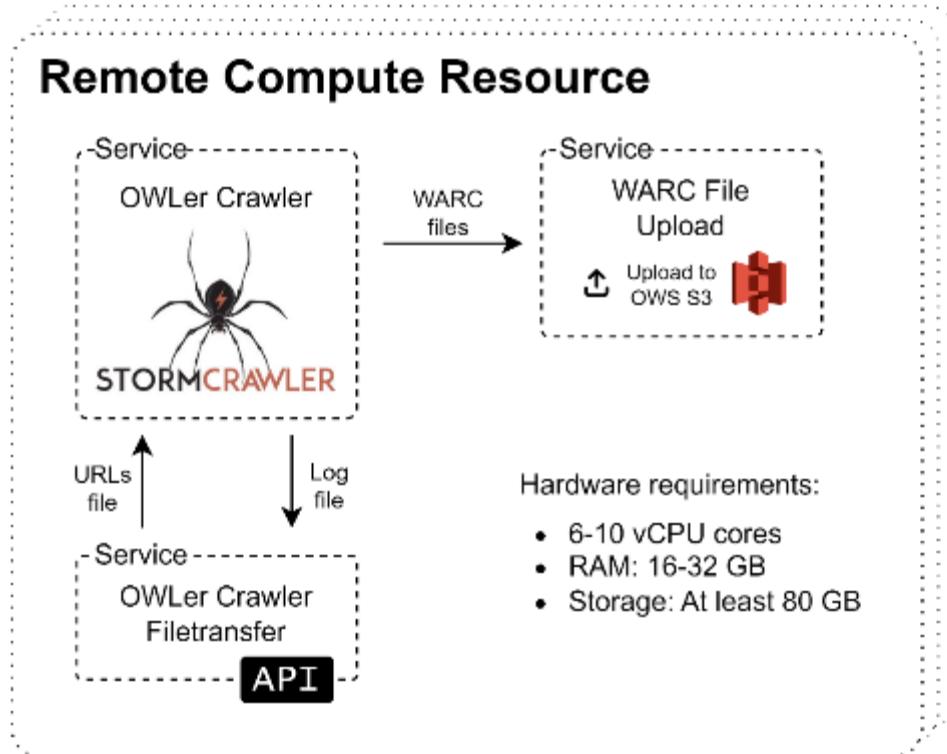 Remote Compute Resource
Service
OWLer Crawler
STORMCRAWLER
WARC
files
Service
WARC File
Upload
Upload to
OWS S3
URLs
file
Log
file
Service
OWLer Crawler
Filetransfer
API
Hardware requirements:
• 6-10 vCPU cores
• RAM: 16-32 GB
• Storage: At least 80 GB